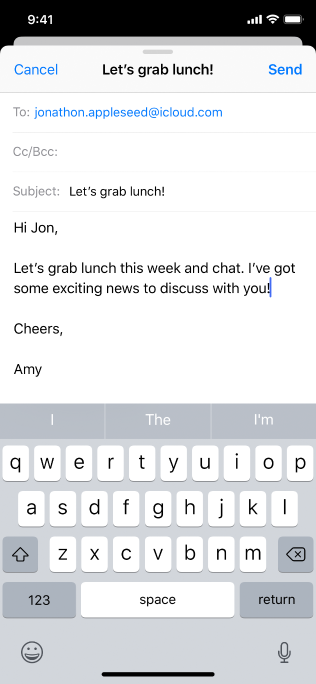 9:41
Cancel Let’s grab lunch! Send
To: jonathon.appleseed@icloud.com
Cc/Bcc:
Subject: Let’s grab lunch!
Hi Jon,
Let’s grab lunch this week and chat. I’ve got
some exciting news to discuss with you!
Cheers,
Amy
I The I'm
q w e r t y u i o p
a s d f g h j k l
z x c v b n m
123 space return